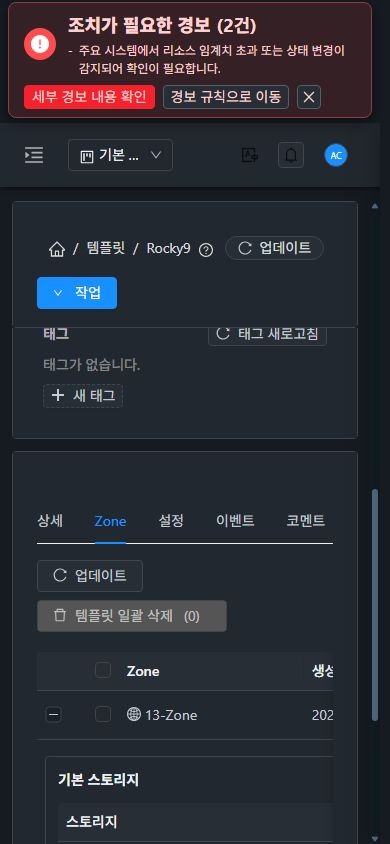 조치가 필요한 경보 (2건)
- 주요 시스템에서 리소스 임계치 초과 또는 상태 변경이
감지되어 확인이 필요합니다.
세부 경보 내용 확인 경보 규칙으로 이동
기본 ... AC
/ 템플릿 / Rocky9 업데이트
작업
태그 태그 새로고침
태그가 없습니다.
+ 새 태그
상세 Zone 설정 이벤트 코멘트
업데이트
템플릿 일괄 삭제 (0)
Zone 생성
13-Zone 202
기본 스토리지
스토리지